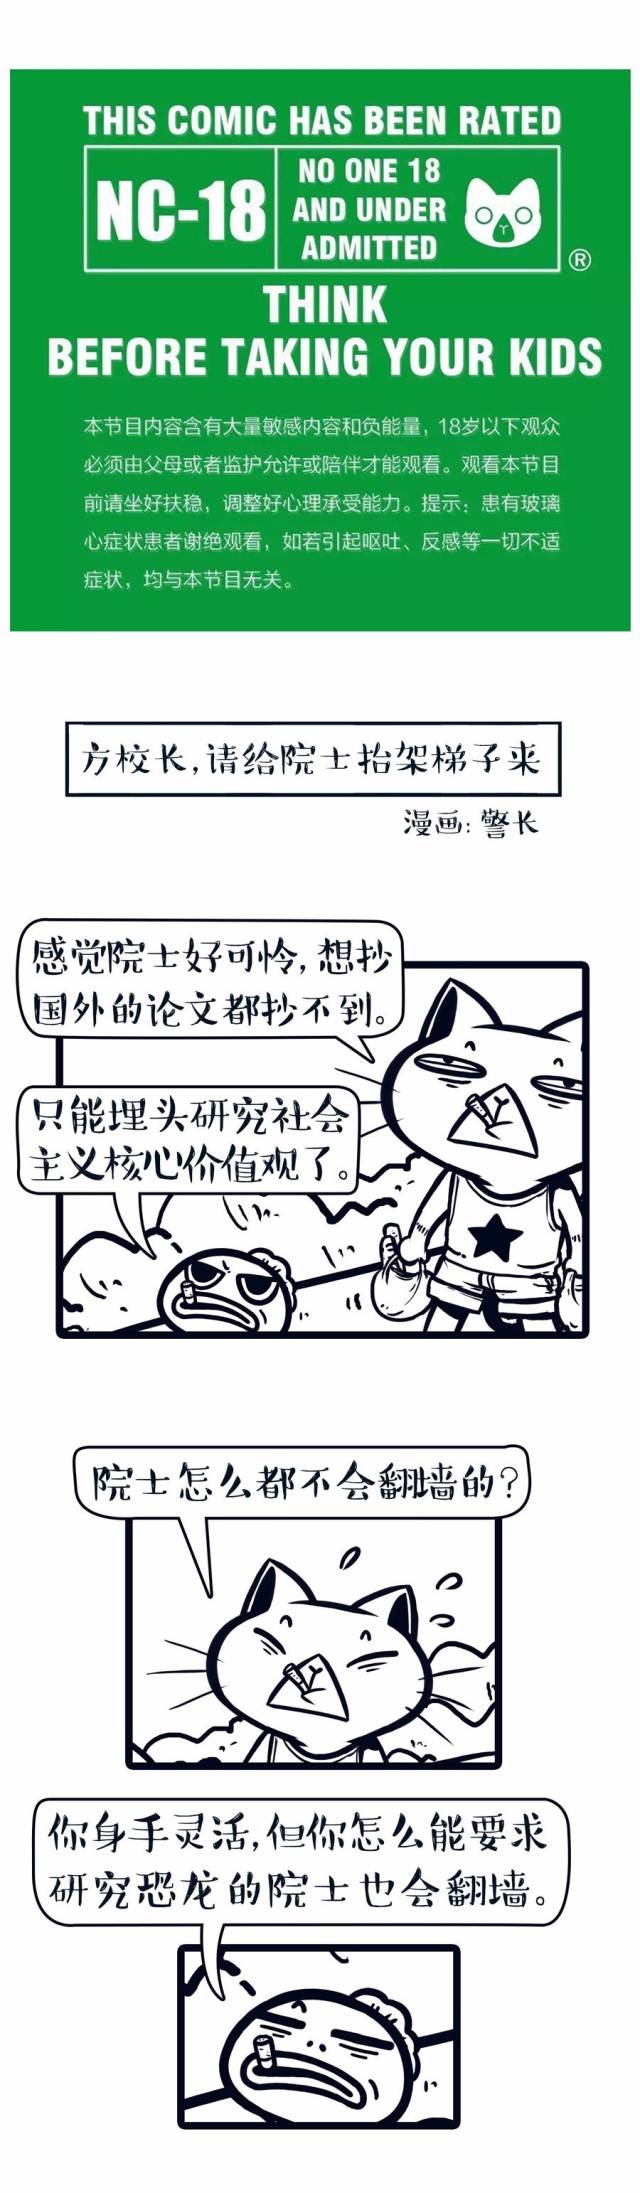 THIS COMIC HAS BEEN RATED
NC-18
NO ONE 18
AND UNDER
ADMITTED
®
THINK
BEFORE TAKING YOUR KIDS
本节目内容含有大量敏感内容和负能量，18岁以下观众
必须由父母或者监护允许或陪伴才能观看。观看本节目
前请坐好扶稳，调整好心理承受能力。提示：患有玻璃
心症状患者谢绝观看，如若引起呕吐、反感等一切不适
症状，均与本节目无关。
方校长，请给院士抬架梯子来
漫画：警长
感觉院士好可怜，想抄
国外的论文都抄不到。
只能埋头研究社会
主义核心价值观了。
院士怎么都不会翻墙的？
你身手灵活，但你怎么能要求
研究恐龙的院士也会翻墙。